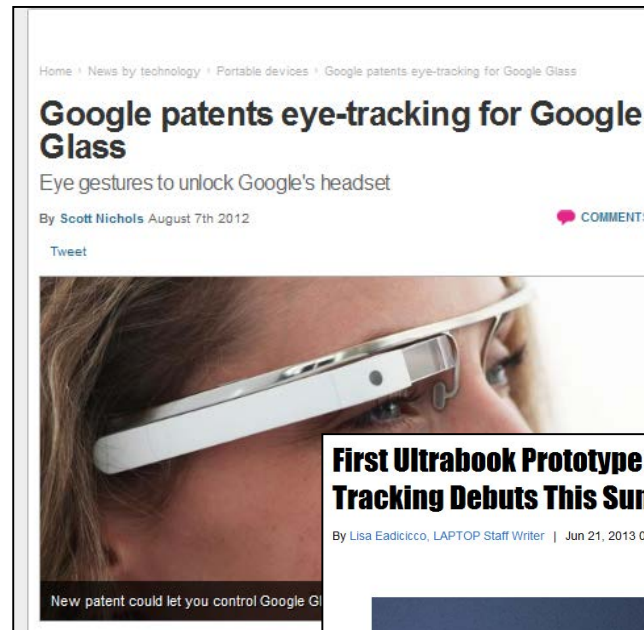 Home › News by technology › Portable devices › Google patents eye-tracking for Google Glass
Google patents eye-tracking for Google
Glass
Eye gestures to unlock Google's headset
By Scott Nichols August 7th 2012
COMMENTS
Tweet
New patent could let you control Google Gl
First Ultrabook Prototype
Tracking Debuts This Sum
By Lisa Eadicicco, LAPTOP Staff Writer | Jun 21, 2013 0